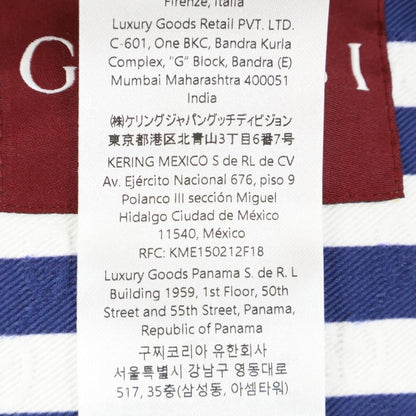 Firenze, Italia
Luxury Goods Retail PVT. LTD.
C-601, One BKC, Bandra Kurla
Complex, "G" Block, Bandra (E)
Mumbai Maharashtra 400051
India
㈱ケリングジャパングッチディビジョン
東京都港区北青山3丁目6番7号
KERING MEXICO S de RL de CV
Av. Ejército Nacional 676, piso 9
Polanco III sección Miguel
Hidalgo Ciudad de México
11540, México
RFC: KME150212F18
Luxury Goods Panama S. de R. L
Building 1959, 1st Floor, 50th
Street and 55th Street, Panama,
Republic of Panama
구찌코리아 유한회사
서울특별시 강남구 영동대로
517, 35층(삼성동, 아셈타워)